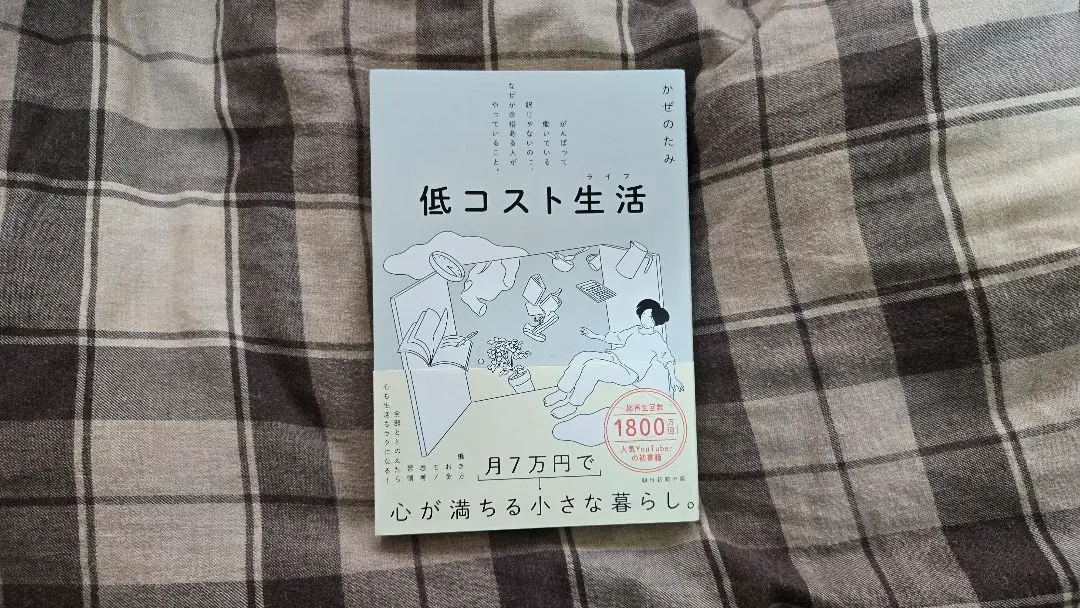 かぜのたみ
がんばって
働いている
訳じゃないのに、
なぜか余裕ある人が
やっていること。
ライフ
低コスト生活
総再生回数
1800万回!
人気YouTuber
の初書籍
朝日新聞出版
働き方
お金
モノ
思考
習慣
全部ととのえたら
心も生活もラクになる!
月7万円で
心が満ちる小さな暮らし。